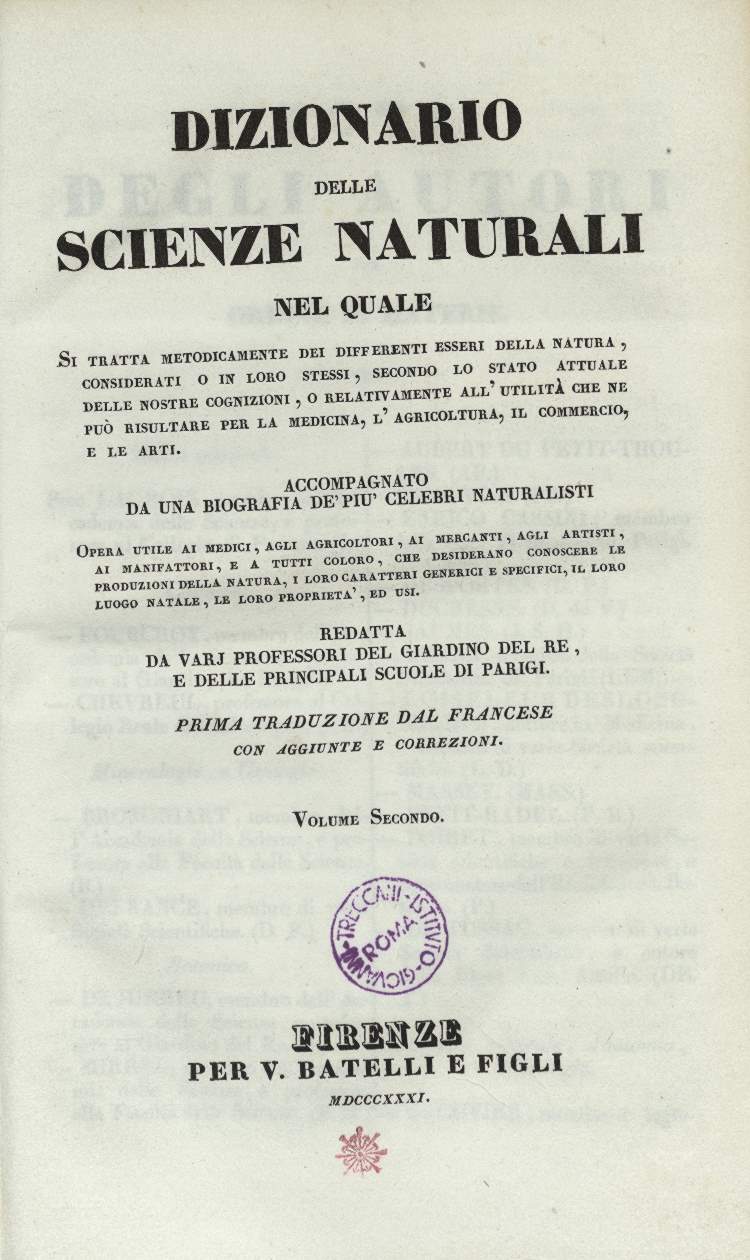 DIZIONARIO
DELLE
SCIENZE NATURALI
NEL QUALE
SI TRATTA METODICAMENTE DEI DIFFERENTI ESSERI DELLA NATURA,
CONSIDERATI O IN LORO STESSI, SECONDO LO STATO ATTUALE
DELLE NOSTRE COGNIZIONI, O RELATIVAMENTE ALL' UTILITÀ CHE NE
PUÒ RISULTARE PER LA MEDICINA, L' AGRICOLTURA, IL COMMERCIO,
E LE ARTI.
ACCOMPAGNATO
DA UNA BIOGRAFIA DE' PIU' CELEBRI NATURALISTI
OPERA UTILE AI MEDICI, AGLI AGRICOLTORI, AI MERCANTI, AGLI ARTISTI,
AI MANIFATTORI, E A TUTTI COLORO, CHE DESIDERANO CONOSCERE LE
PRODUZIONI DELLA NATURA, I LORO CARATTERI GENERICI E SPECIFICI, IL LORO
LUOGO NATALE, LE LORO PROPRIETA', ED USI.
REDATTA
DA VARJ PROFESSORI DEL GIARDINO DEL RE,
E DELLE PRINCIPALI SCUOLE DI PARIGI.
PRIMA TRADUZIONE DAL FRANCESE
CON AGGIUNTE E CORREZIONI.
VOLUME SECONDO.
ISTITUTO-GIOVANNI-TRECCANI-
ROMA
FIRENZE
PER V. BATELLI E FIGLI
MDCCCXXXI.